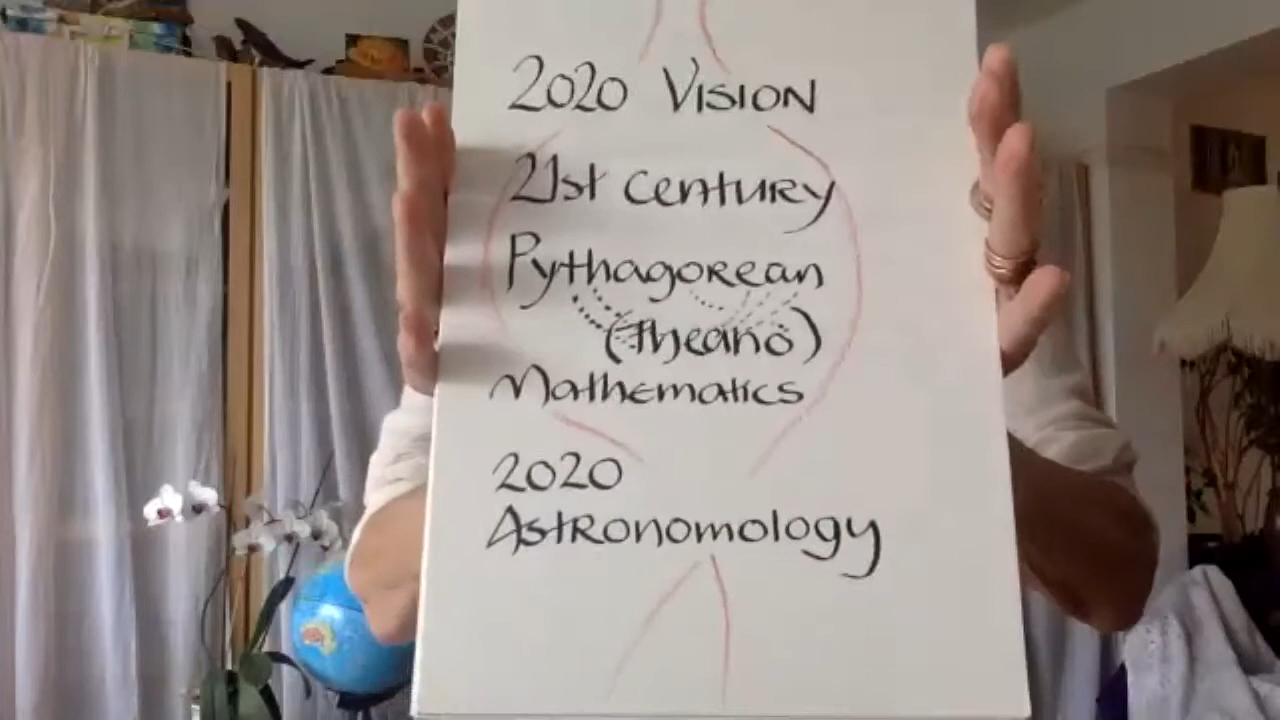 2020 VISION
21st century
Pythagorean
(Theano)
Mathematics
2020
Astronomology